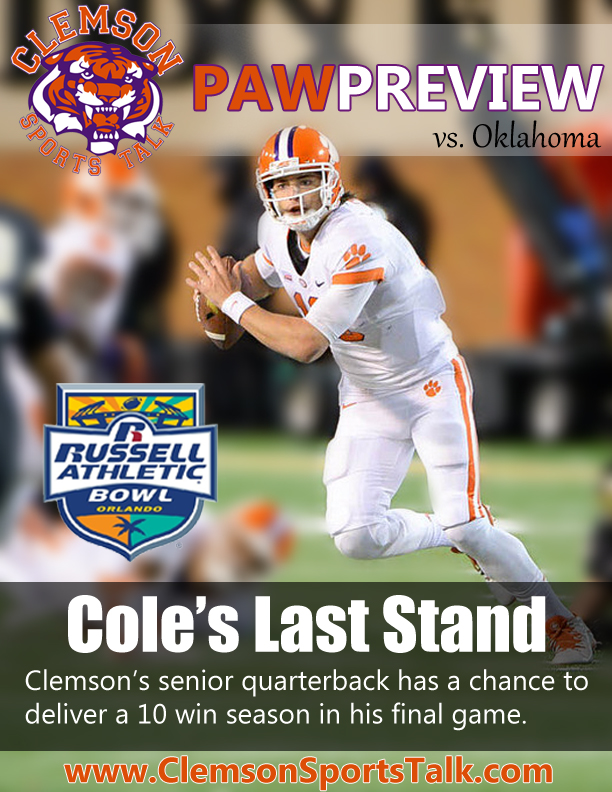 CLEMSON
SPORTS TALK
PAWPREVIEW
vs. Oklahoma
R
RUSSELL
ATHLETIC
BOWL
ORLANDO
Cole's Last Stand
Clemson's senior quarterback has a chance to
deliver a 10 win season in his final game.
www.ClemsonSportsTalk.com